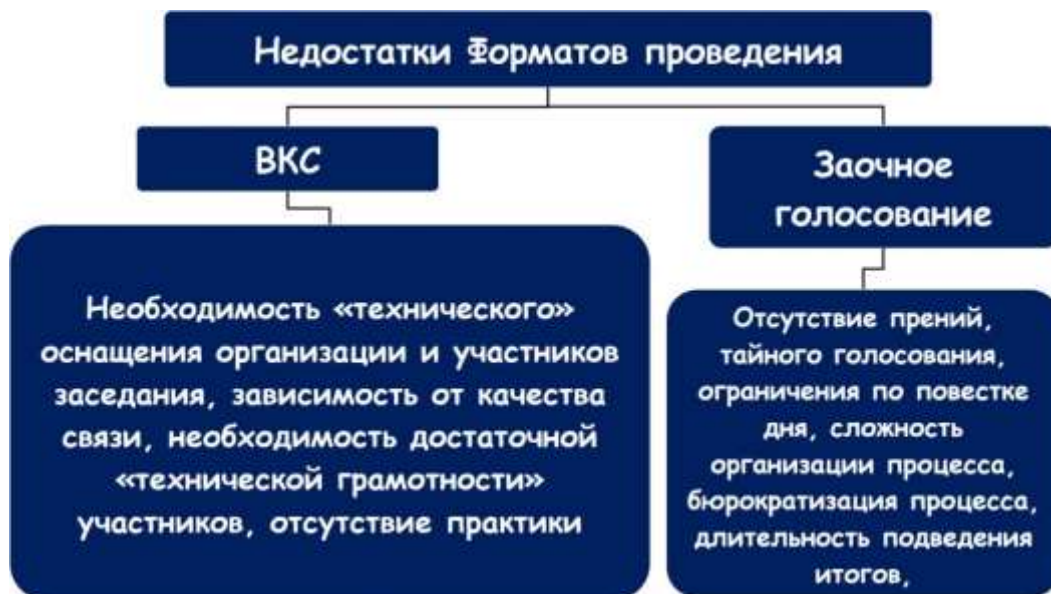 Недостатки Форматов проведения
ВКС
Необходимость «технического»
оснащения организации и участников
заседания, зависимость от качества
связи, необходимость достаточной
«технической грамотности»
участников, отсутствие практики
Заочное
голосование
Отсутствие прений,
тайного голосования,
ограничения по повестке
дня, сложность
организации процесса,
бюрократизация процесса,
длительность подведения
итогов,